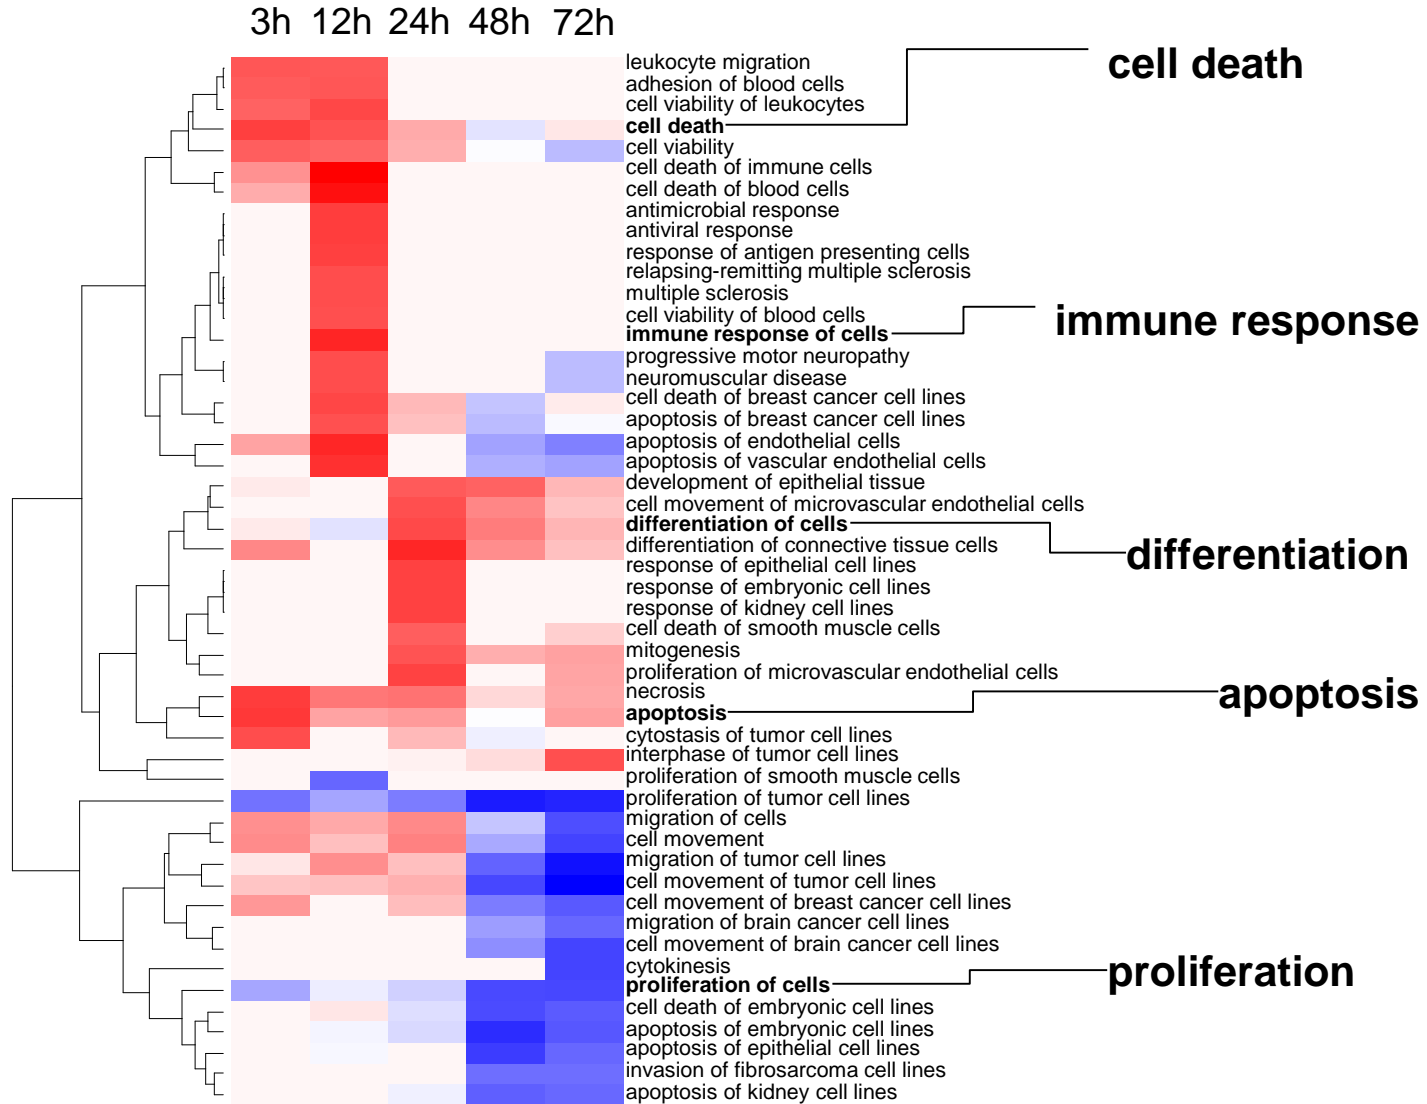 3h 12h 24h 48h 72h
leukocyte migration
adhesion of blood cells
cell viability of leukocytes
cell death
cell viability
cell death of immune cells
cell death of blood cells
antimicrobial response
antiviral response
response of antigen presenting cells
relapsing-remitting multiple sclerosis
multiple sclerosis
cell viability of blood cells
immune response of cells
progressive motor neuropathy
neuromuscular disease
cell death of breast cancer cell lines
apoptosis of breast cancer cell lines
apoptosis of endothelial cells
apoptosis of vascular endothelial cells
development of epithelial tissue
cell movement of microvascular endothelial cells
differentiation of cells
differentiation of connective tissue cells
response of epithelial cell lines
response of embryonic cell lines
response of kidney cell lines
cell death of smooth muscle cells
mitogenesis
proliferation of microvascular endothelial cells
necrosis
apoptosis
cytostasis of tumor cell lines
interphase of tumor cell lines
proliferation of smooth muscle cells
proliferation of tumor cell lines
migration of cells
cell movement
migration of tumor cell lines
cell movement of tumor cell lines
cell movement of breast cancer cell lines
migration of brain cancer cell lines
cell movement of brain cancer cell lines
cytokinesis
proliferation of cells
cell death of embryonic cell lines
apoptosis of embryonic cell lines
apoptosis of epithelial cell lines
invasion of fibrosarcoma cell lines
apoptosis of kidney cell lines
cell death
immune response
differentiation
apoptosis
proliferation